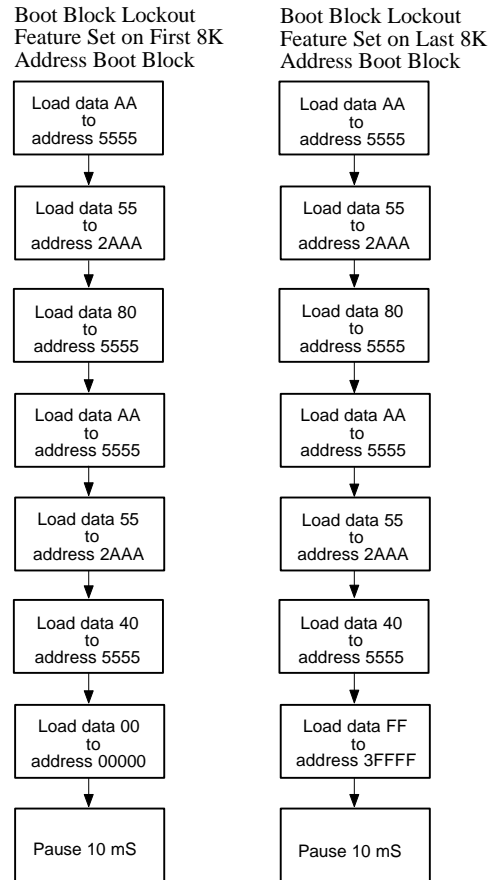 Boot Block Lockout
Feature Set on First 8K
Address Boot Block
Load data AA
to
address 5555
Load data 55
to
address 2AAA
Load data 80
to
address 5555
Load data AA
to
address 5555
Load data 55
to
address 2AAA
Load data 40
to
address 5555
Load data 00
to
address 00000
Pause 10 mS
Boot Block Lockout
Feature Set on Last 8K
Address Boot Block
Load data AA
to
address 5555
Load data 55
to
address 2AAA
Load data 80
to
address 5555
Load data AA
to
address 5555
Load data 55
to
address 2AAA
Load data 40
to
address 5555
Load data FF
to
address 3FFFF
Pause 10 mS